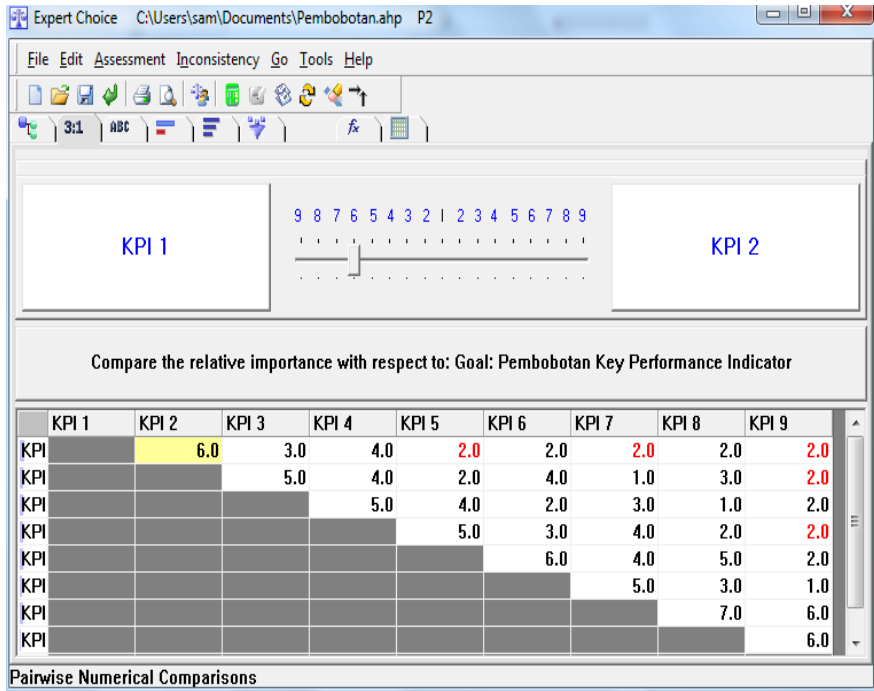 Expert Choice C:\Users\sam\Documents\Pembobotan.ahp P2
File Edit Assessment Inconsistency Go Tools Help
3:1 ABC fx
9 8 7 6 5 4 3 2 1 2 3 4 5 6 7 8 9
KPI 1 KPI 2
Compare the relative importance with respect to: Goal: Pembobotan Key Performance Indicator
KPI 1 KPI 2 KPI 3 KPI 4 KPI 5 KPI 6 KPI 7 KPI 8 KPI 9
KPI 6.0 3.0 4.0 2.0 2.0 2.0 2.0 2.0
KPI 5.0 4.0 2.0 4.0 1.0 3.0 2.0
KPI 5.0 4.0 2.0 3.0 1.0 2.0
KPI 5.0 3.0 4.0 2.0 2.0
KPI 6.0 4.0 5.0 2.0
KPI 5.0 3.0 1.0
KPI 7.0 6.0
KPI 6.0
Pairwise Numerical Comparisons